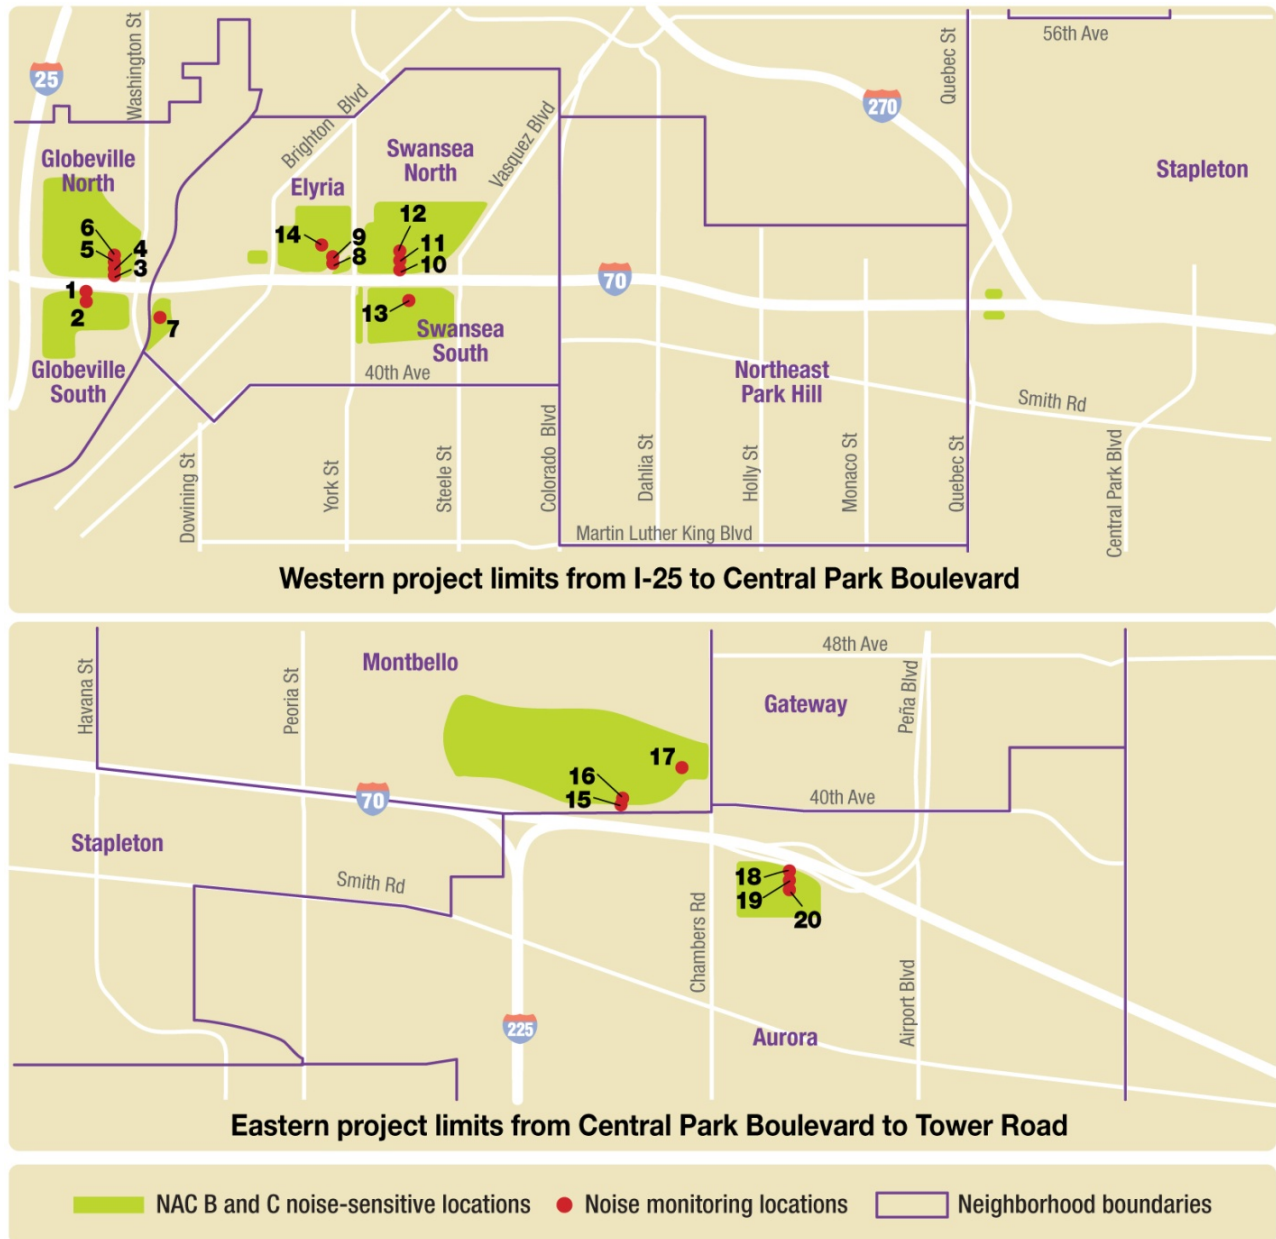 Washington St
25
Quebec St
56th Ave
270
Brighton Blvd
Vasquez Blvd
Globeville
North
Swansea
North
Elyria
Stapleton
6
5
4
3
14
9
8
12
11
10
1
2
7
13
70
Swansea
South
Globeville
South
40th Ave
Northeast
Park Hill
Smith Rd
Dowining St
York St
Steele St
Colorado Blvd
Dahlia St
Holly St
Monaco St
Quebec St
Central Park Blvd
Martin Luther King Blvd
Western project limits from I-25 to Central Park Boulevard
Havana St
Peoria St
Montbello
48th Ave
Peña Blvd
Gateway
17
16
15
70
40th Ave
Stapleton
Smith Rd
18
19
20
Chambers Rd
Airport Blvd
225
Aurora
Eastern project limits from Central Park Boulevard to Tower Road
NAC B and C noise-sensitive locations
Noise monitoring locations
Neighborhood boundaries